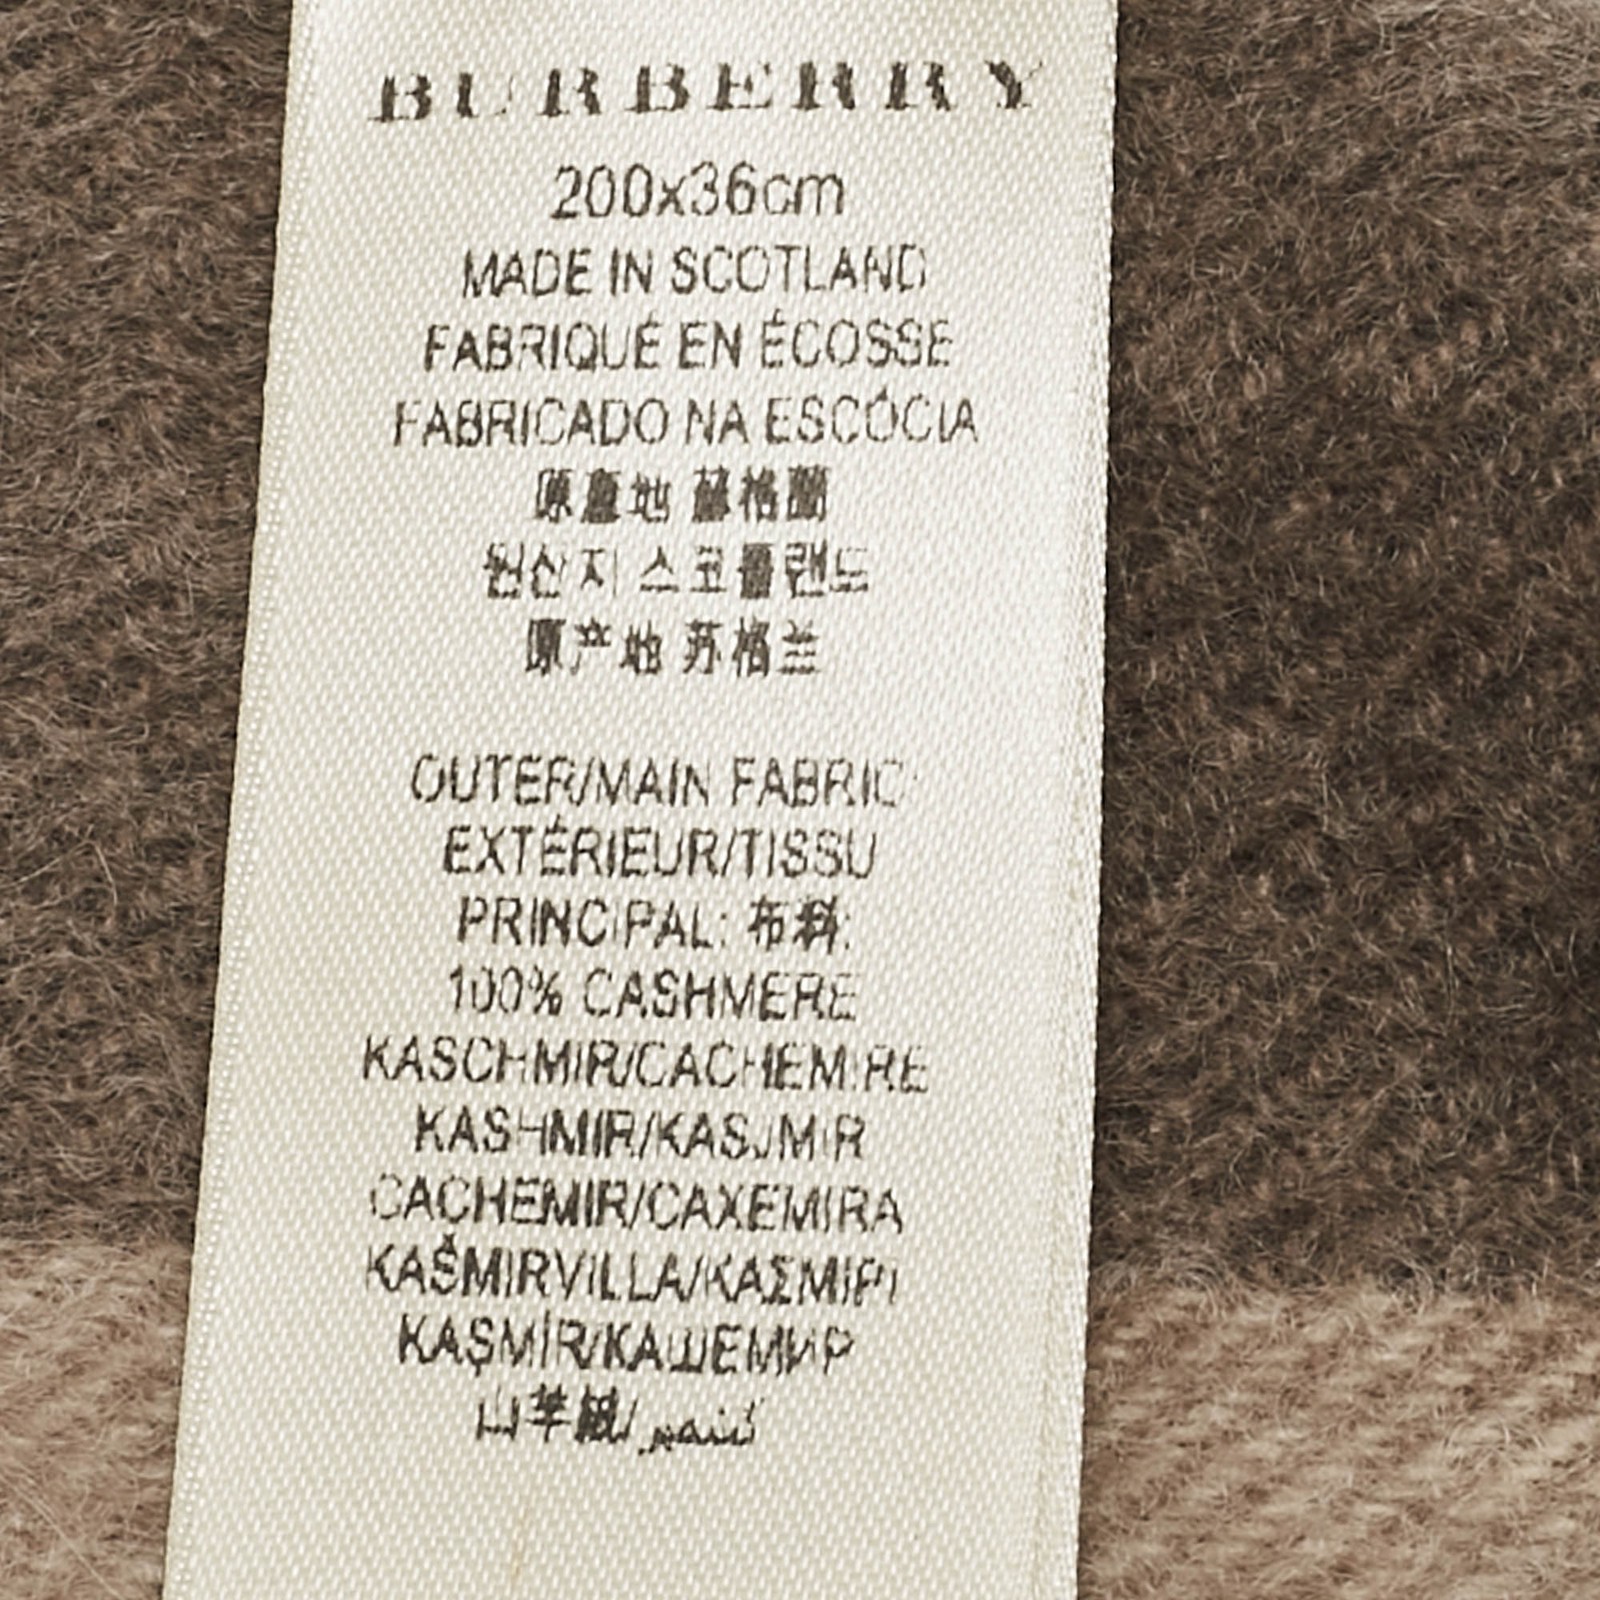 BURBERRY
200x36cm
MADE IN SCOTLAND
FABRIQUÉ EN ÉCOSSE
FABRICADO NA ESCÓCIA
原產地 蘇格蘭
원산지 스코틀랜드
原产地 苏格兰
OUTER/MAIN FABRIC:
EXTÉRIEUR/TISSU
PRINCIPAL: 布料:
100% CASHMERE
KASCHMIR/CACHEMIRE
KASHMIR/KASJMIR
CACHEMIR/CAXEMIRA
KAŠMIRVILLA/ΚΑΣΜΙΡΙ
KAŞMİR/КАШЕМИР
山羊絨/كشمير